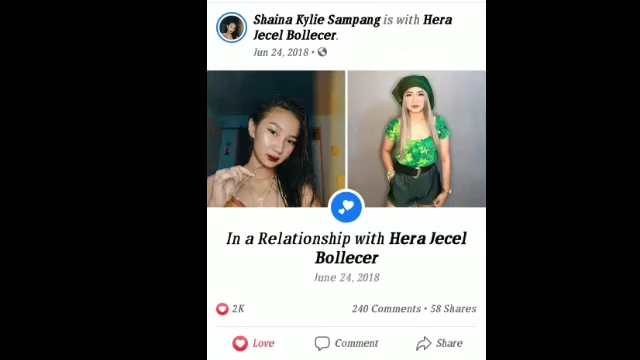 Shaina Kylie Sampang is with Hera
Jecel Bollecer.
Jun 24, 2018 •
In a Relationship with Hera Jecel
Bollecer
June 24, 2018
2K
240 Comments • 58 Shares
Love
Comment
Share